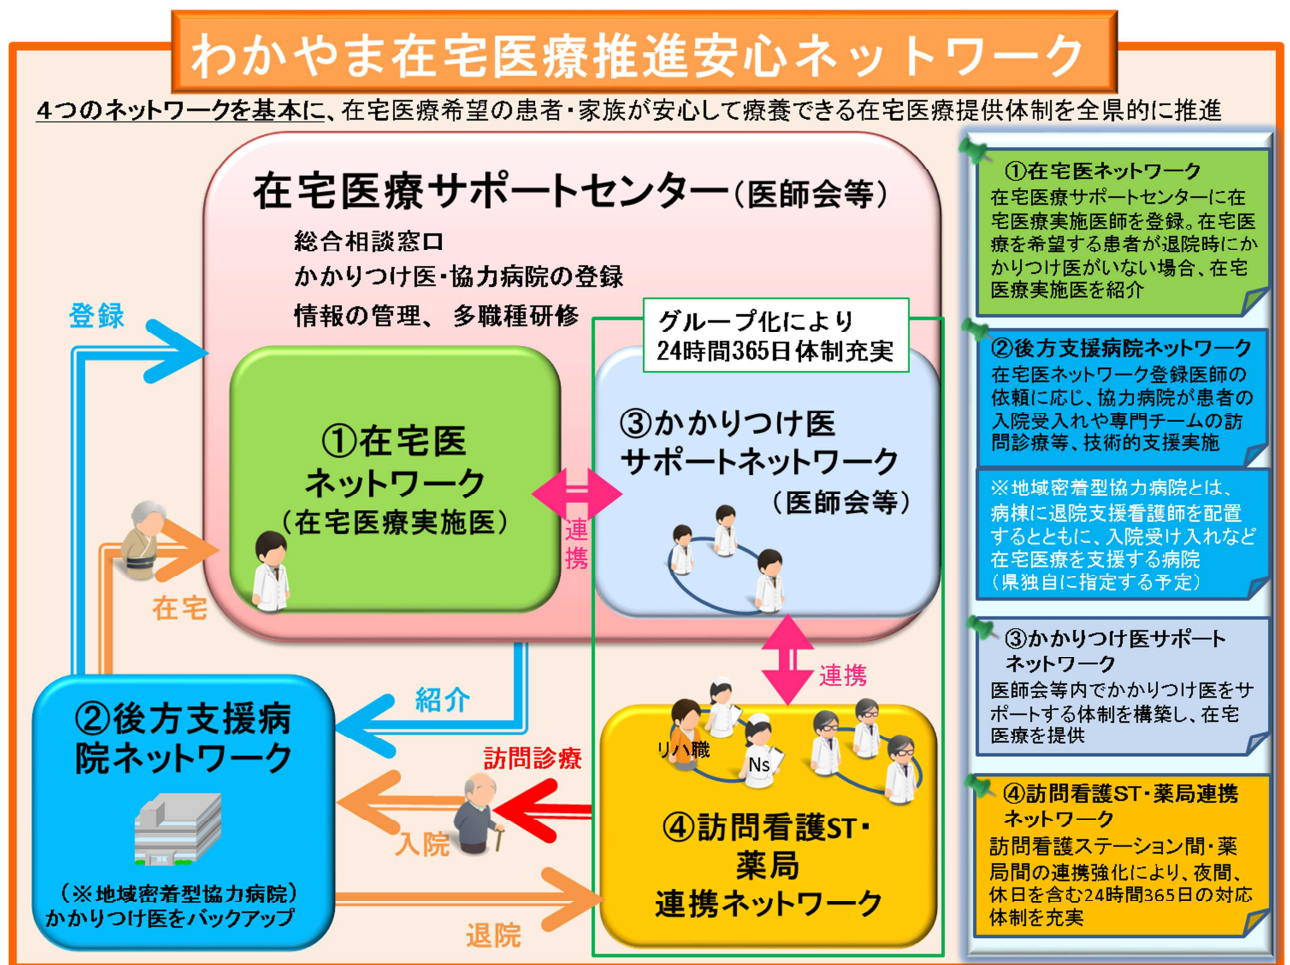 わかやま在宅医療推進安心ネットワーク
4つのネットワークを基本に、在宅医療希望の患者・家族が安心して療養できる在宅医療提供体制を全県的に推進
在宅医療サポートセンター(医師会等)
総合相談窓口
かかりつけ医・協力病院の登録
情報の管理、多職種研修
グループ化により
24時間365日体制充実
登録
①在宅医
ネットワーク
(在宅医療実施医)
連携
③かかりつけ医
サポートネットワーク
(医師会等)
在宅
連携
紹介
②後方支援病
院ネットワーク
(※地域密着型協力病院)
かかりつけ医をバックアップ
訪問診療
入院
退院
リハ職
Ns
④訪問看護ST・
薬局
連携ネットワーク
①在宅医ネットワーク
在宅医療サポートセンターに在
宅医療実施医師を登録。在宅医
療を希望する患者が退院時にか
かりつけ医がいない場合、在宅
医療実施医を紹介
②後方支援病院ネットワーク
在宅医ネットワーク登録医師の
依頼に応じ、協力病院が患者の
入院受入れや専門チームの訪
問診療等、技術的支援実施
※地域密着型協力病院とは、
病棟に退院支援看護師を配置
するとともに、入院受け入れなど
在宅医療を支援する病院
(県独自に指定する予定)
③かかりつけ医サポート
ネットワーク
医師会等内でかかりつけ医をサ
ポートする体制を構築し、在宅
医療を提供
④訪問看護ST・薬局連携
ネットワーク
訪問看護ステーション間・薬
局間の連携強化により、夜間、
休日を含む24時間365日の対応
体制を充実